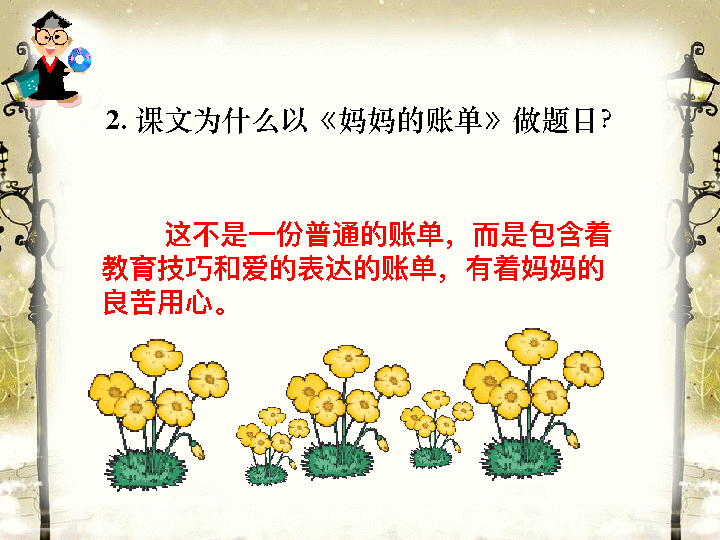 2. 课文为什么以《妈妈的账单》做题日?
这不是一份普通的账单，而是包含着
教育技巧和爱的表达的账单，有着妈妈的
良苦用心。